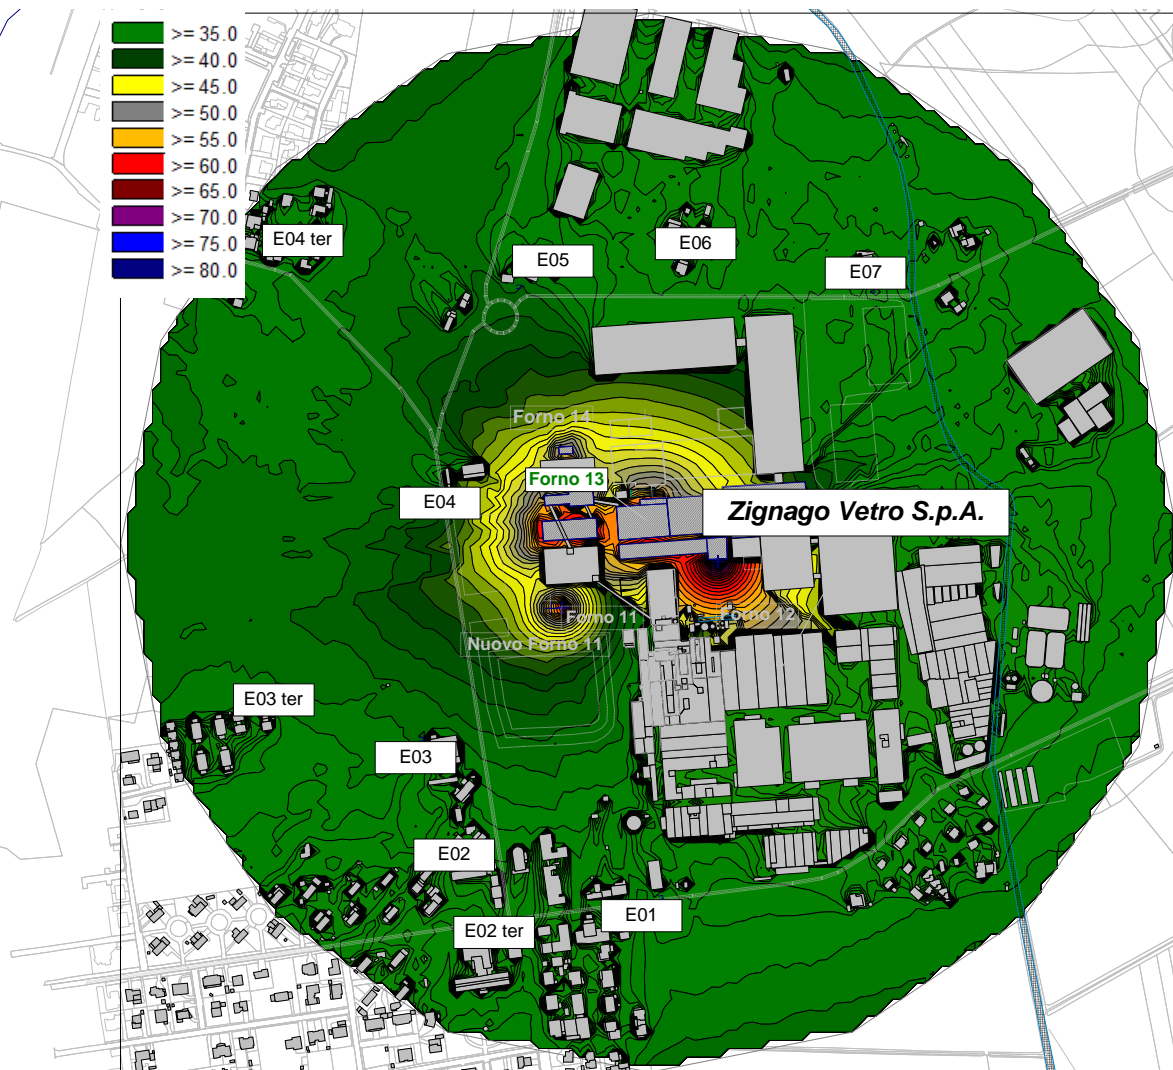 >= 35.0
>= 40.0
>= 45.0
>= 50.0
>= 55.0
>= 60.0
>= 65.0
>= 70.0
>= 75.0
>= 80.0
E04 ter
E05
E06
E07
Forno 14
Forno 13
E04
Zignago Vetro S.p.A.
Forno 11
Forno 12
Nuovo Forno 11
E03 ter
E03
E02
E01
E02 ter